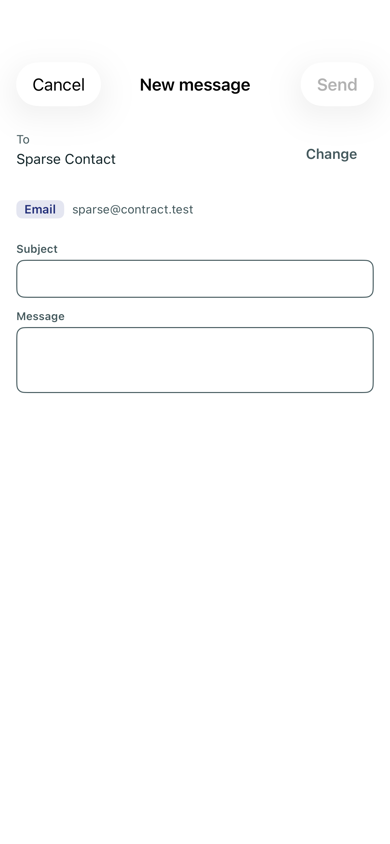 Cancel New message Send
To
Sparse Contact
Change
Email sparse@contract.test
Subject
Message